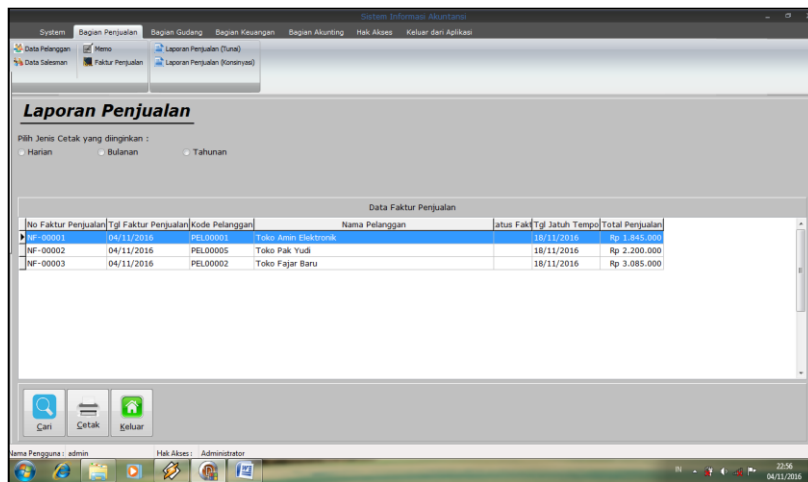 Sistem Informasi Akuntansi
System Bagian Penjualan Bagian Gudang Bagian Keuangan Bagian Akunting Hak Akses Keluar dari Aplikasi
Data Pelanggan Memo Laporan Penjualan (Tunai)
Data Salesman Faktur Penjualan Laporan Penjualan (Konsinyasi)
Laporan Penjualan
Pilih Jenis Cetak yang diinginkan :
Harian Bulanan Tahunan
Data Faktur Penjualan
No Faktur Penjualan Tgl Faktur Penjualan Kode Pelanggan Nama Pelanggan atus Fakt Tgl Jatuh Tempo Total Penjualan
NF-00001 04/11/2016 PEL00001 Toko Amin Elektronik 18/11/2016 Rp 1.845.000
NF-00002 04/11/2016 PEL00005 Toko Pak Yudi 18/11/2016 Rp 2.200.000
NF-00003 04/11/2016 PEL00002 Toko Fajar Baru 18/11/2016 Rp 3.085.000
Cari Cetak Keluar
Nama Pengguna : admin Hak Akses : Administrator
IN 22:56
04/11/2016